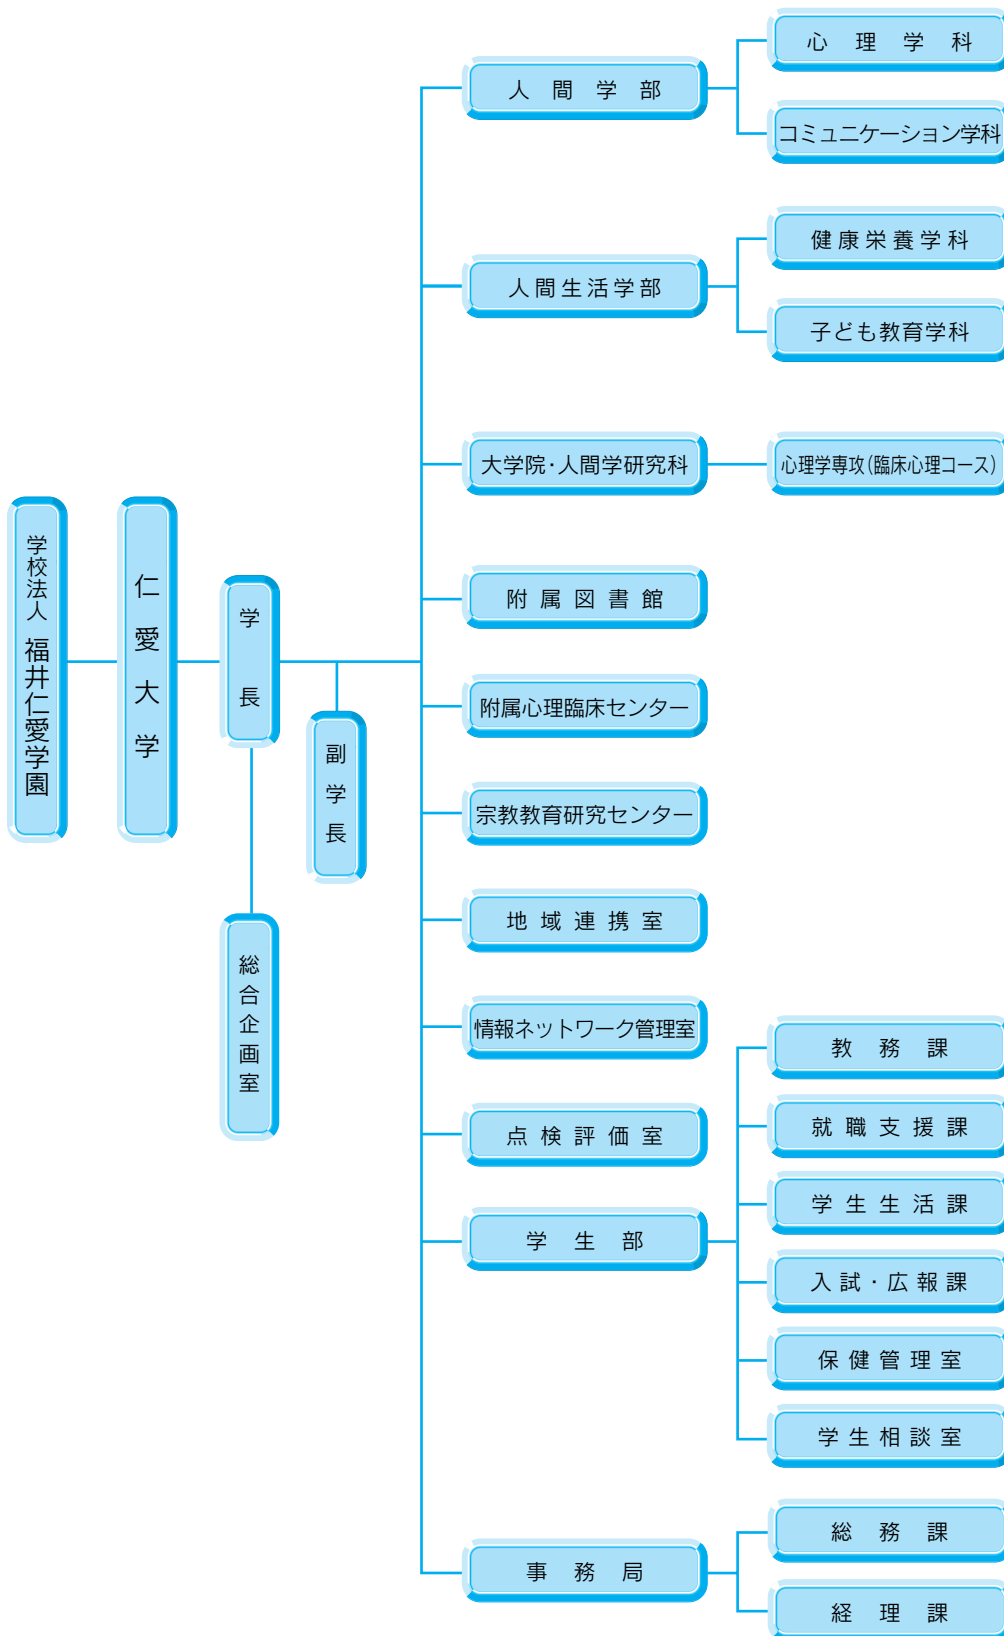 学校法人 福井仁愛学園
仁愛大学
学長
副学長
総合企画室
人間学部
心理学科
コミュニケーション学科
人間生活学部
健康栄養学科
子ども教育学科
大学院・人間学研究科
心理学専攻(臨床心理コース)
附属図書館
附属心理臨床センター
宗教教育研究センター
地域連携室
情報ネットワーク管理室
点検評価室
学生部
教務課
就職支援課
学生生活課
入試・広報課
保健管理室
学生相談室
事務局
総務課
経理課